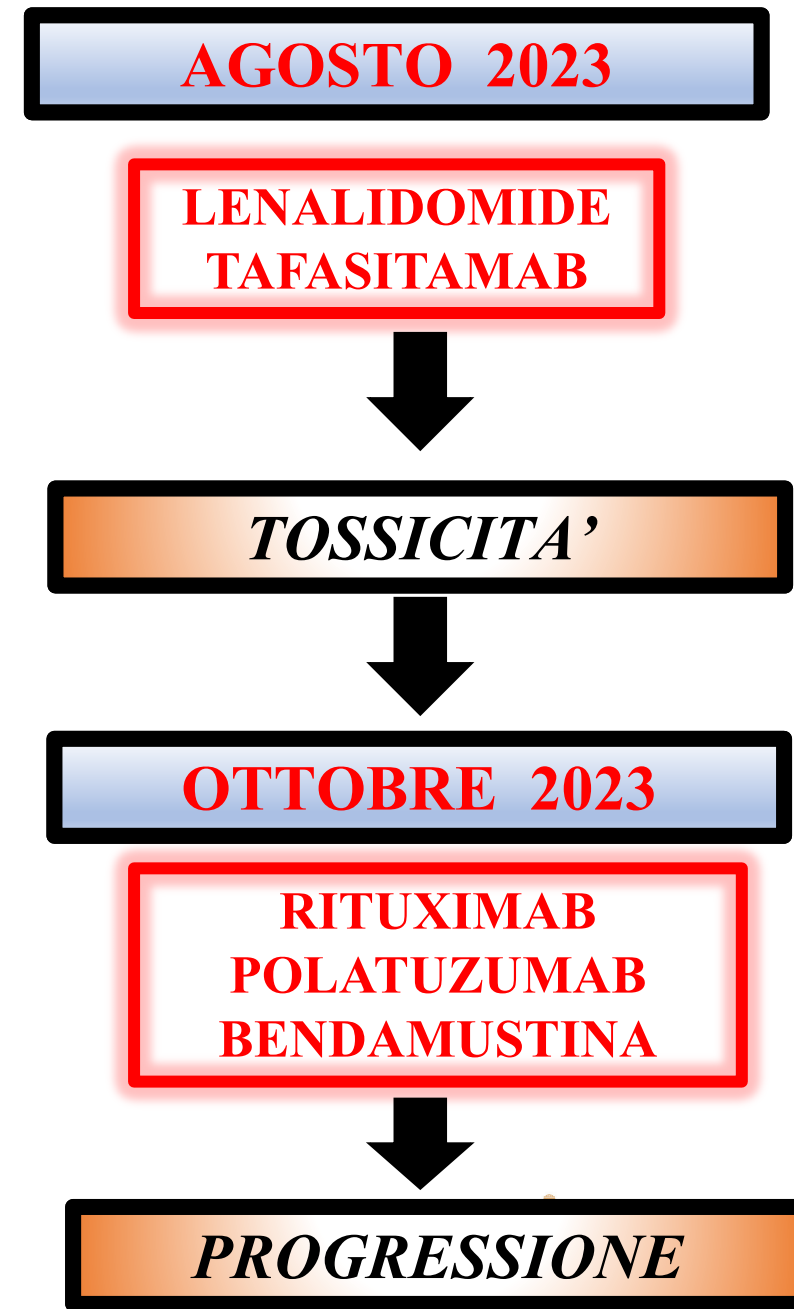 AGOSTO 2023
LENALIDOMIDE
TAFASITAMAB
TOSSICITA’
OTTOBRE 2023
RITUXIMAB
POLATUZUMAB
BENDAMUSTINA
PROGRESSIONE